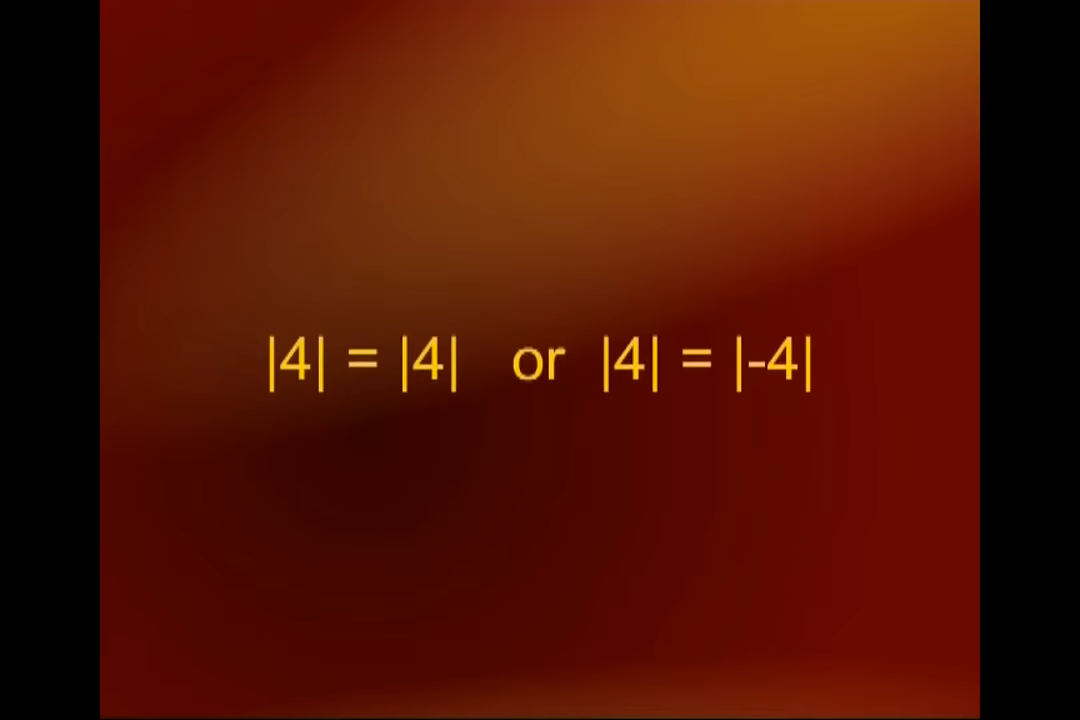 |4| = |4| or |4| = |-4|